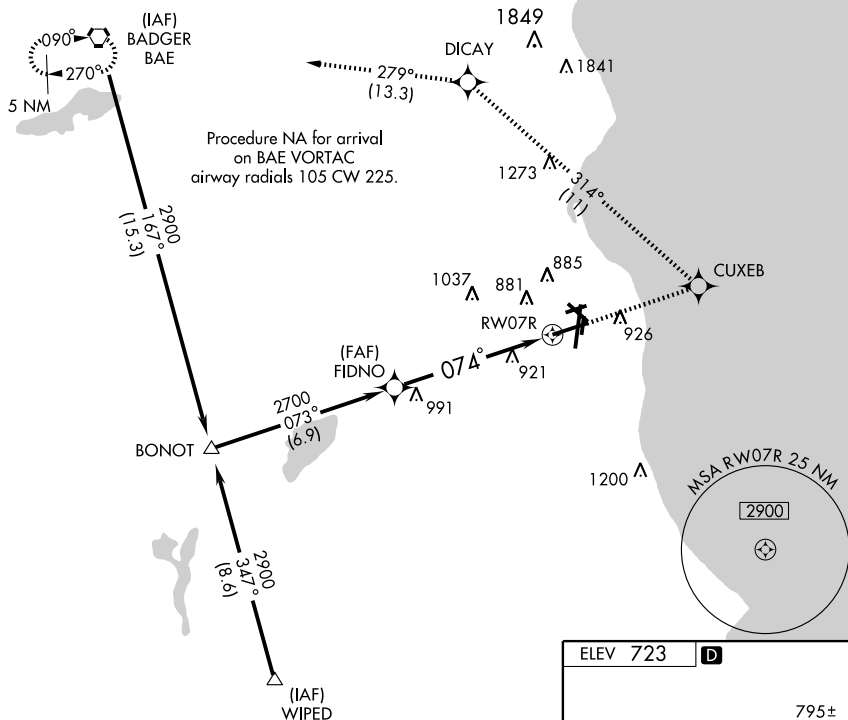 (IAF)
BADGER
BAE
090°
270°
5 NM
1849
DICAY
1841
279°
(13.3)
Procedure NA for arrival
on BAE VORTAC
airway radials 105 CW 225.
1273
314°
(11)
2900
167°
(15.3)
CUXEB
1037
881
885
RW07R
926
(FAF)
FIDNO
074°
921
2700
073°
(6.9)
991
BONOT
1200
MSA RW07R 25 NM
2900
2900
347°
(8.6)
(IAF)
WIPED
ELEV 723
D
795±